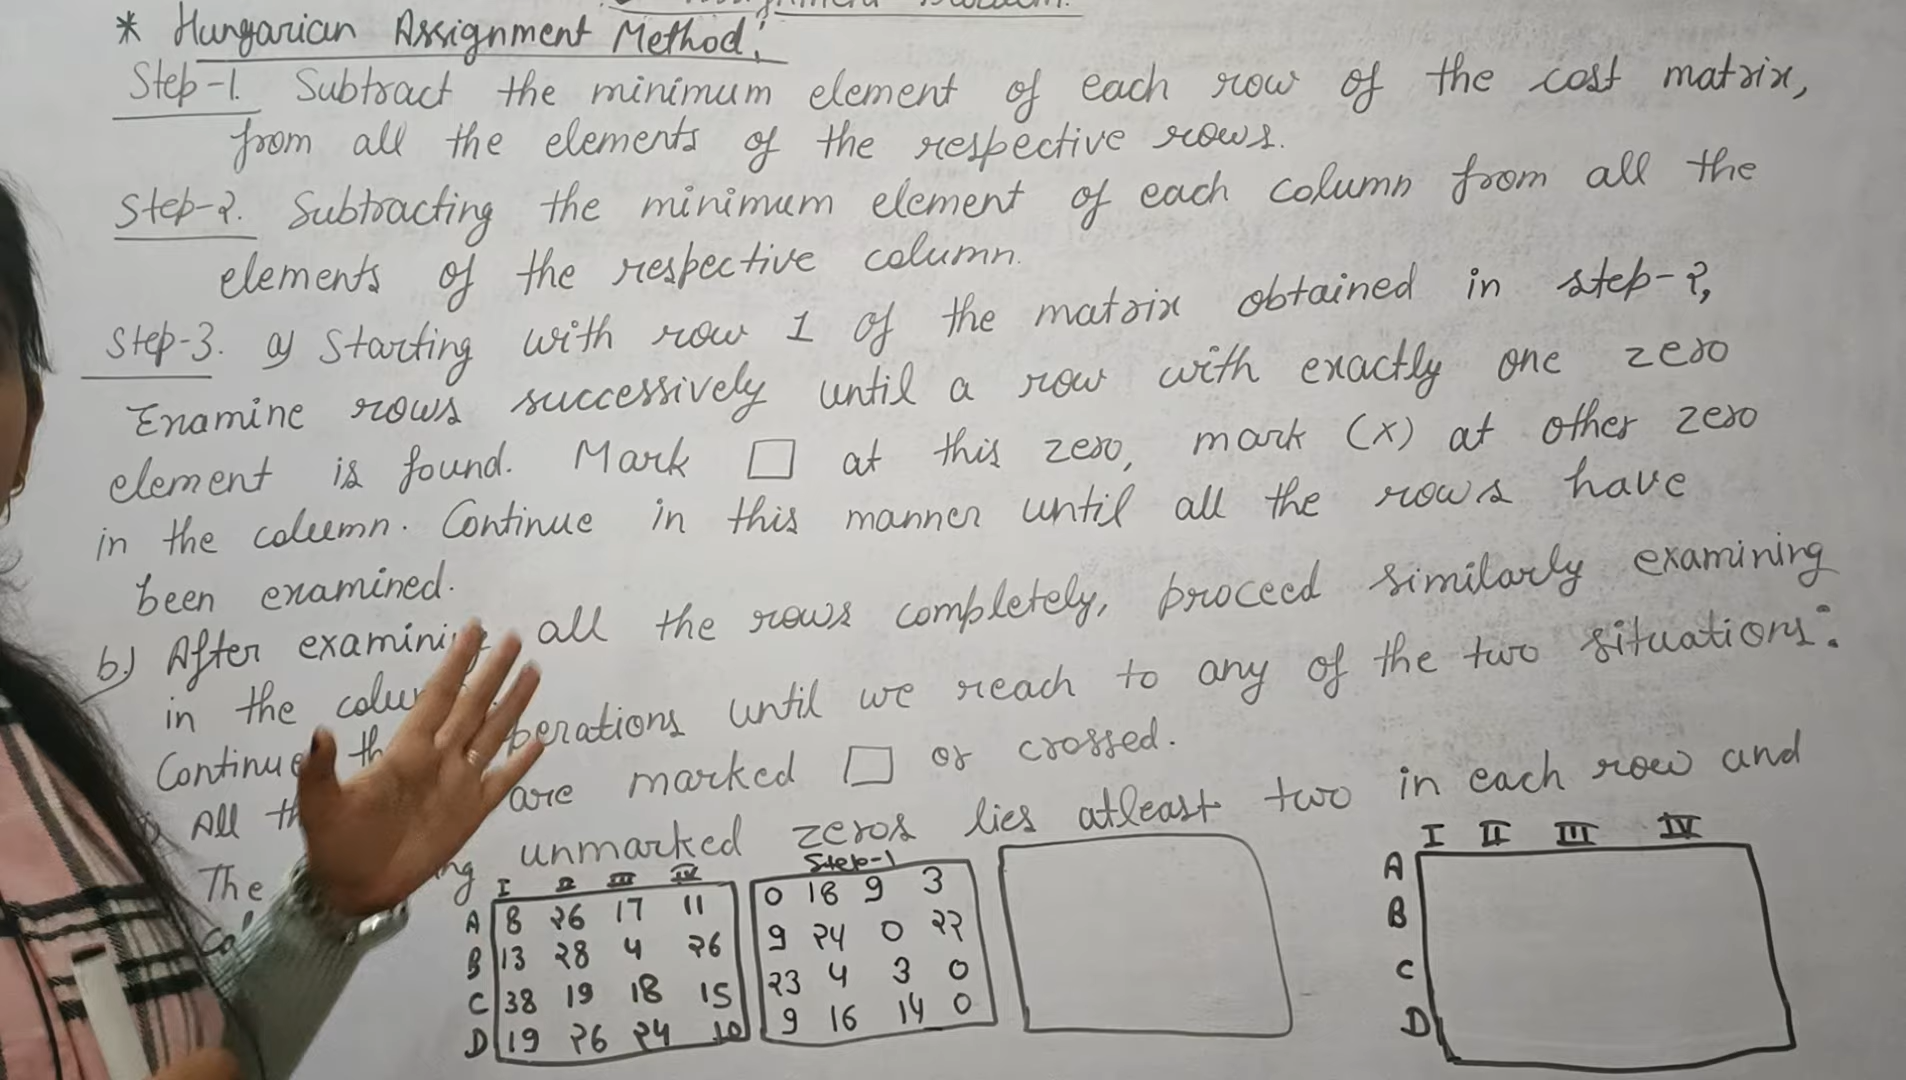 * Hungarian Assignment Method:
Step-1. Subtract the minimum element of each row of the cost matrix,
from all the elements of the respective rows.
Step-2. Subtracting the minimum element of each column from all the
elements of the respective column.
Step-3. a) Starting with row 1 of the matrix obtained in step-2,
Examine rows successively until a row with exactly one zero
element is found. Mark □ at this zero, mark (X) at other zero
in the column. Continue in this manner until all the rows have
been examined.
b.) After examining all the rows completely, proceed similarly examining
in the
Continue until we reach to any of the two situations:
All are marked □ or crossed.
The unmarked zeros lies atleast two in each row and
Step-1
I II III IV
A 8 26 17 11
B 13 28 4 26
C 38 19 18 15
D 19 26 24 10
0 18 9 3
9 24 0 22
23 4 3 0
9 16 14 0
I II III IV
A
B
C
D